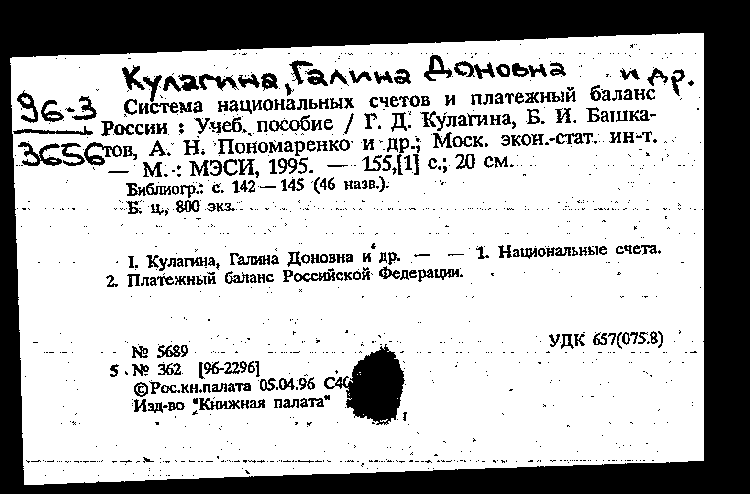 Кулагина, Галина Доновна и др.
96-3
3656
Система национальных счетов и платежный баланс
России : Учеб. пособие / Г. Д. Кулагина, Б. И. Башка-
тов, А. Н. Пономаренко и др.; Моск. экон.-стат. ин-т.
— М. : МЭСИ, 1995. — 155,[1] с.; 20 см.
Библиогр.: с. 142—145 (46 назв.).
Б. ц., 800 экз.
I. Кулагина, Галина Доновна и др. — — 1. Национальные счета.
2. Платежный баланс Российской Федерации.
УДК 657(075.8)
№ 5689
5 № 362 [96-2296]
©Рос.кн.палата 05.04.96
Изд-во "Книжная палата"